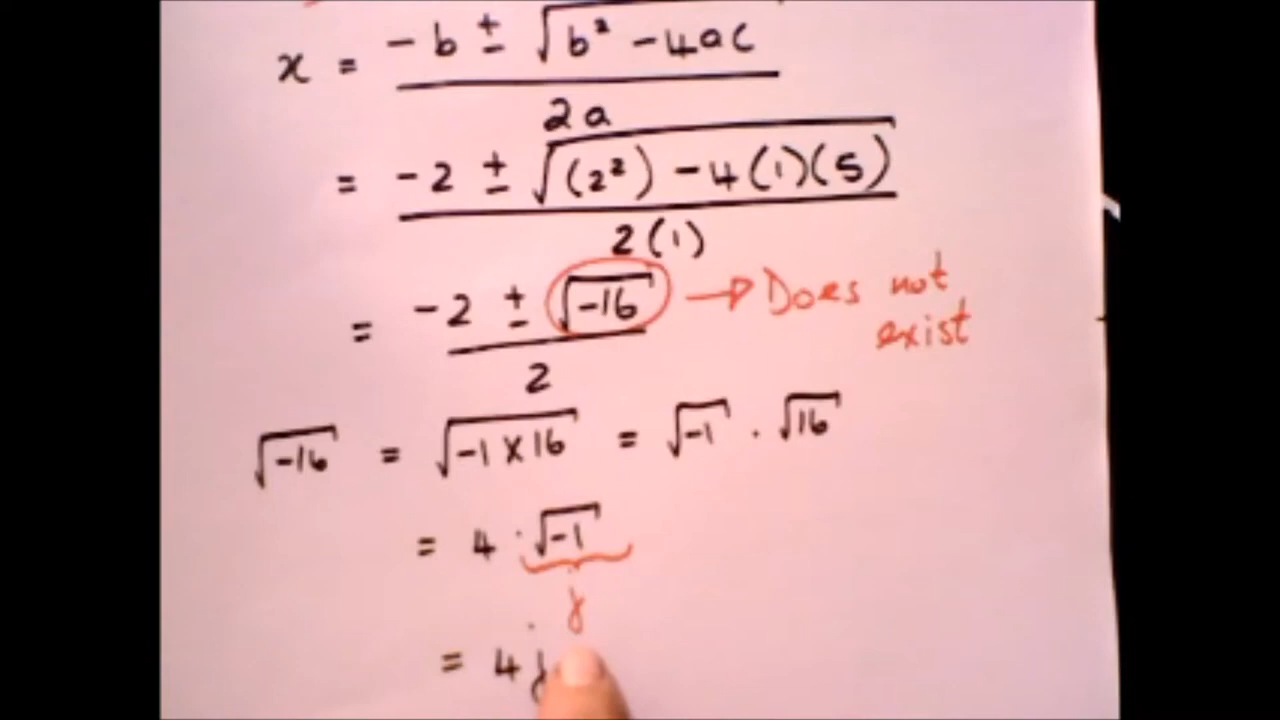 x = -b ± √b² - 4ac
2a
= -2 ± √(2²) - 4(1)(5)
2(1)
= -2 ± √-16 → Does not
exist
2
√-16 = √-1 x 16 = √-1 . √16
= 4 . √-1
j
= 4j